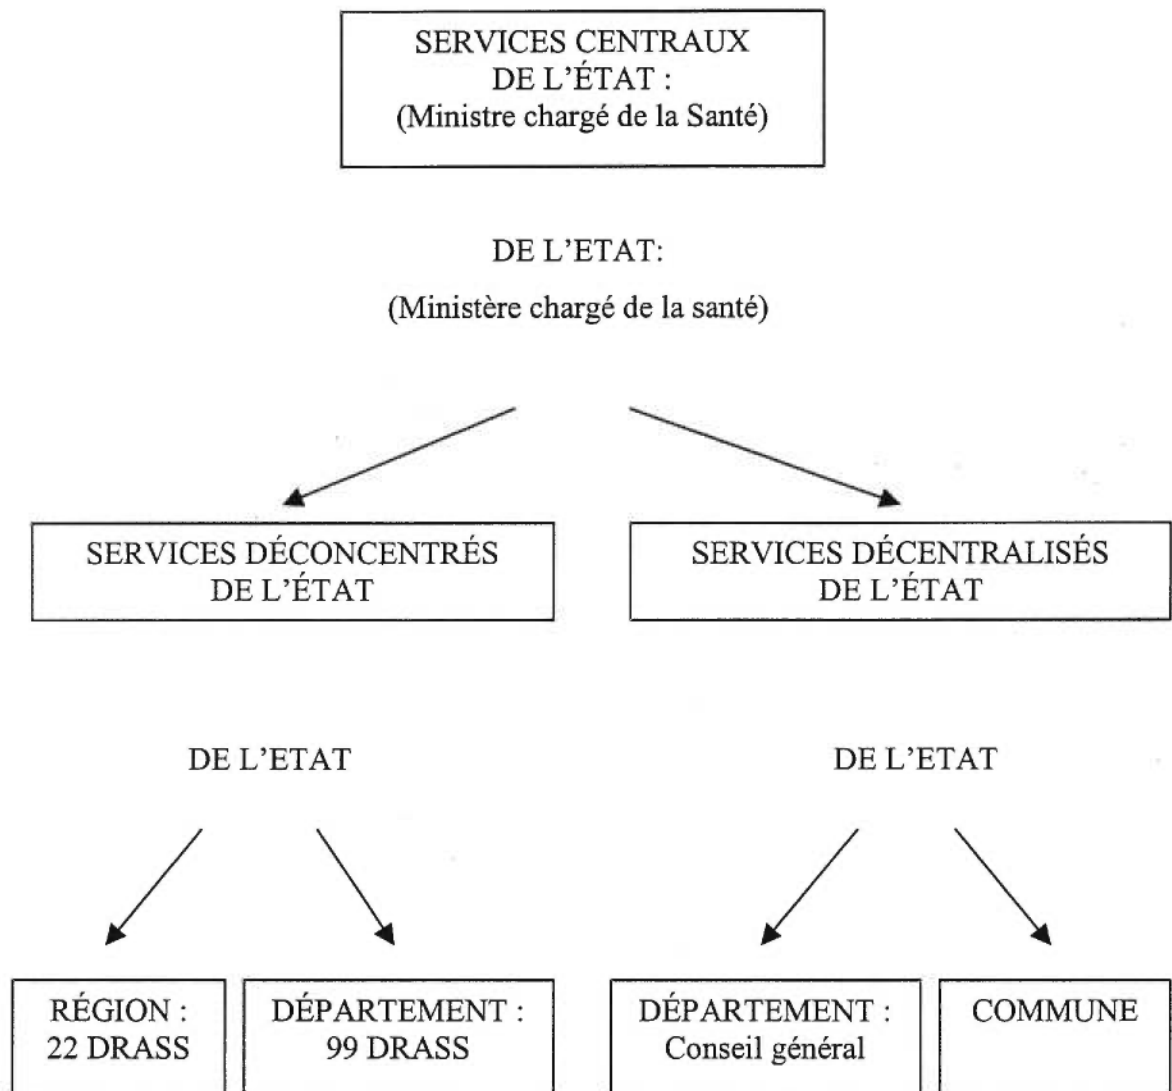 SERVICES CENTRAUX
DE L'ÉTAT :
(Ministre chargé de la Santé)
DE L'ETAT:
(Ministère chargé de la santé)
SERVICES DÉCONCENTRÉS
DE L'ÉTAT
SERVICES DÉCENTRALISÉS
DE L'ÉTAT
DE L'ETAT
DE L'ETAT
RÉGION :
22 DRASS
DÉPARTEMENT :
99 DRASS
DÉPARTEMENT :
Conseil général
COMMUNE